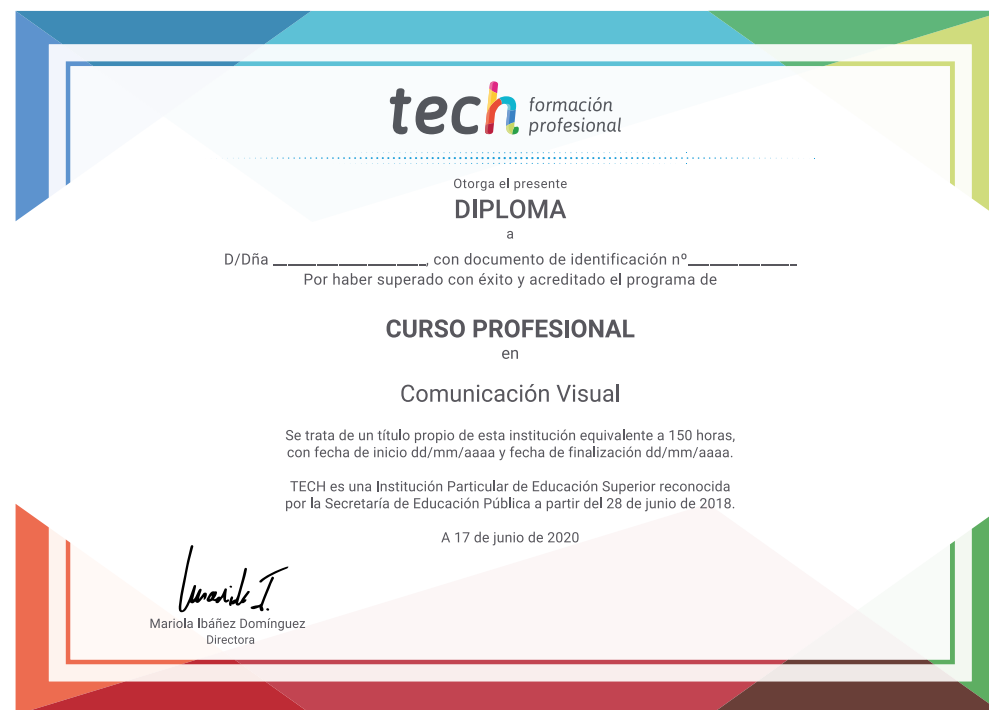 tech formación
profesional
Otorga el presente
DIPLOMA
a
D/Dña ____________________, con documento de identificación nº______________
Por haber superado con éxito y acreditado el programa de
CURSO PROFESIONAL
en
Comunicación Visual
Se trata de un título propio de esta institución equivalente a 150 horas,
con fecha de inicio dd/mm/aaaa y fecha de finalización dd/mm/aaaa.
TECH es una Institución Particular de Educación Superior reconocida
por la Secretaría de Educación Pública a partir del 28 de junio de 2018.
A 17 de junio de 2020
Mariola Ibáñez Domínguez
Directora